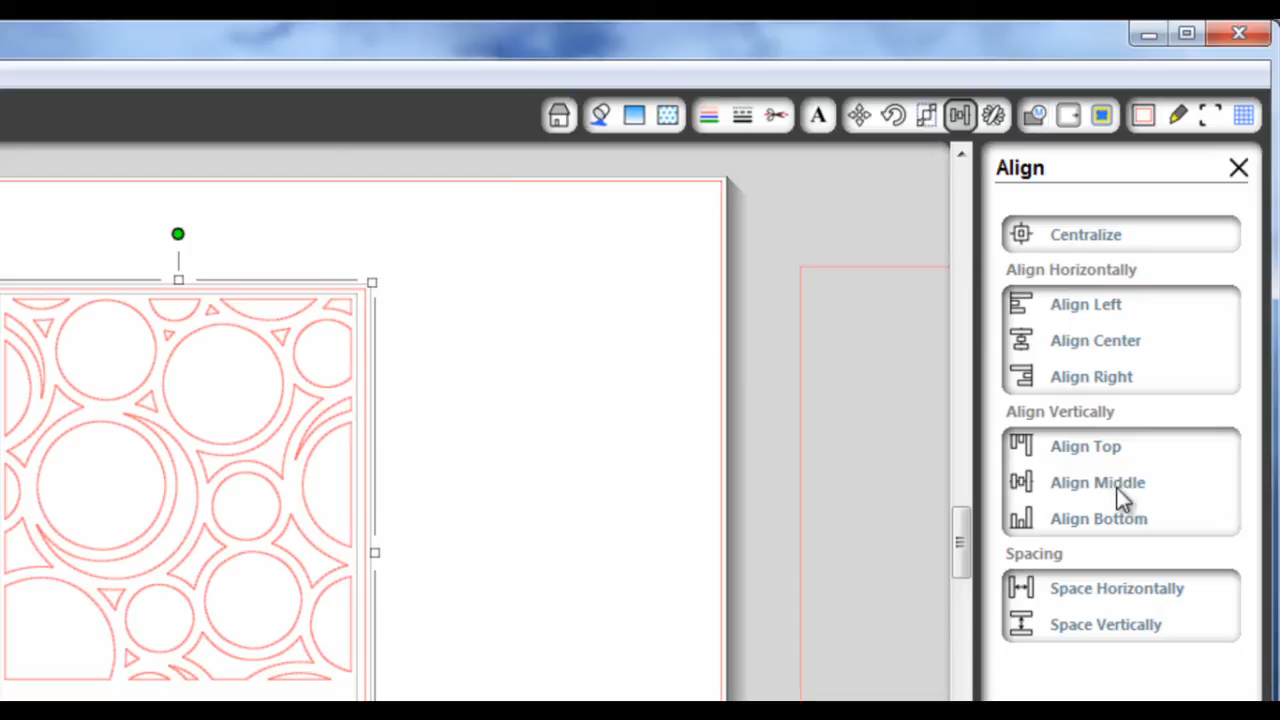 A
Align
Centralize
Align Horizontally
Align Left
Align Center
Align Right
Align Vertically
Align Top
Align Middle
Align Bottom
Spacing
Space Horizontally
Space Vertically